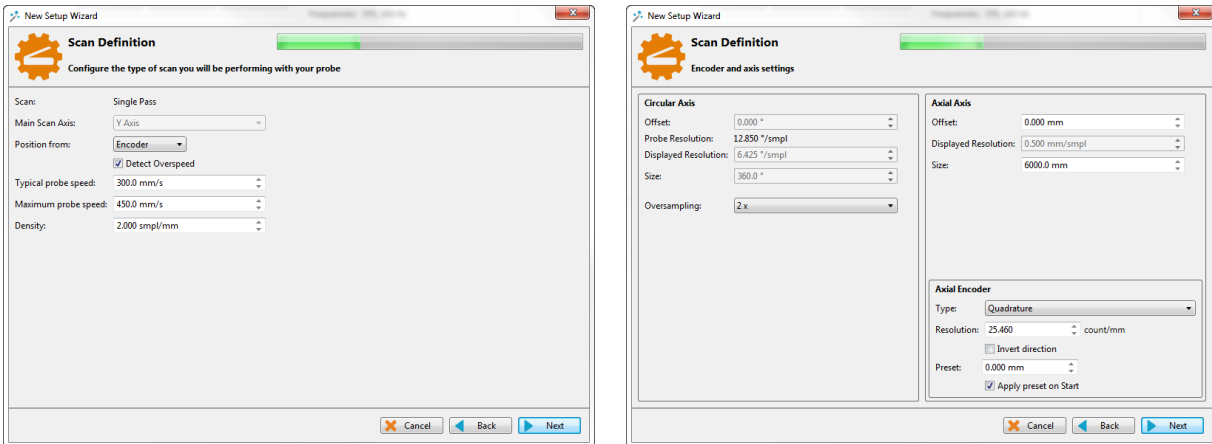 New Setup Wizard
Scan Definition
Configure the type of scan you will be performing with your probe
Scan: Single Pass
Main Scan Axis: Y Axis
Position from: Encoder
Detect Overspeed
Typical probe speed: 300.0 mm/s
Maximum probe speed: 450.0 mm/s
Density: 2.000 smpl/mm
Cancel Back Next
New Setup Wizard
Scan Definition
Encoder and axis settings
Circular Axis
Offset: 0.000 °
Probe Resolution: 12.850 °/smpl
Displayed Resolution: 6.425 °/smpl
Size: 360.0 °
Oversampling: 2 x
Axial Axis
Offset: 0.000 mm
Displayed Resolution: 0.500 mm/smpl
Size: 6000.0 mm
Axial Encoder
Type: Quadrature
Resolution: 25.460 count/mm
Invert direction
Preset: 0.000 mm
Apply preset on Start
Cancel Back Next